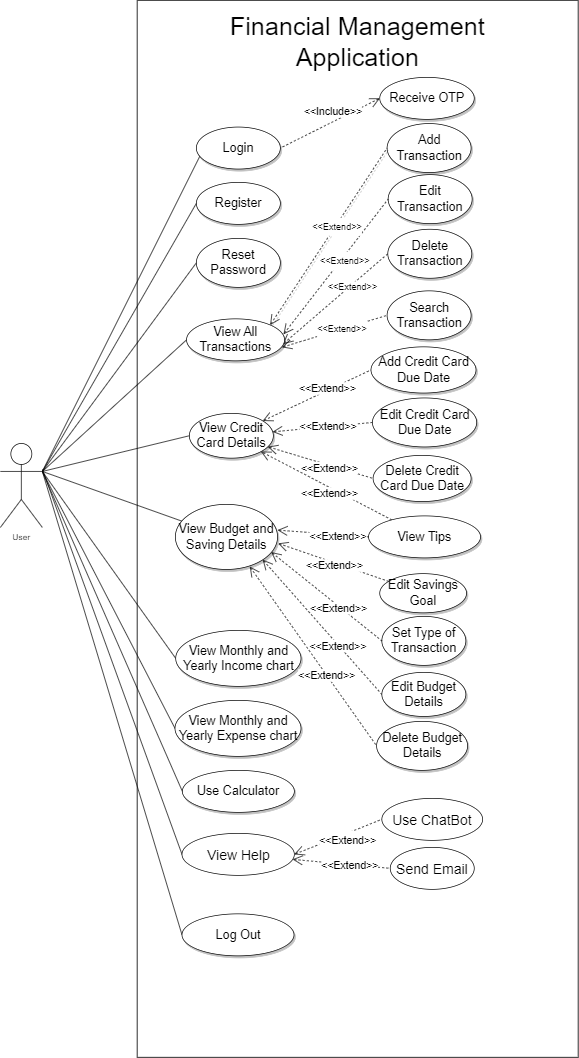 Financial Management
Application
Receive OTP
<<Include>>
Login
Add
Transaction
Edit
Transaction
Register
<<Extend>>
Delete
Transaction
Reset
Password
<<Extend>>
<<Extend>>
Search
Transaction
<<Extend>>
View All
Transactions
Add Credit Card
Due Date
<<Extend>>
Edit Credit Card
Due Date
<<Extend>>
View Credit
Card Details
Delete Credit
Card Due Date
<<Extend>>
<<Extend>>
View Tips
<<Extend>>
View Budget and
Saving Details
User
<<Extend>>
Edit Savings
Goal
<<Extend>>
Set Type of
Transaction
<<Extend>>
View Monthly and
Yearly Income chart
<<Extend>>
Edit Budget
Details
View Monthly and
Yearly Expense chart
Delete Budget
Details
Use Calculator
Use ChatBot
<<Extend>>
View Help
<<Extend>>
Send Email
Log Out